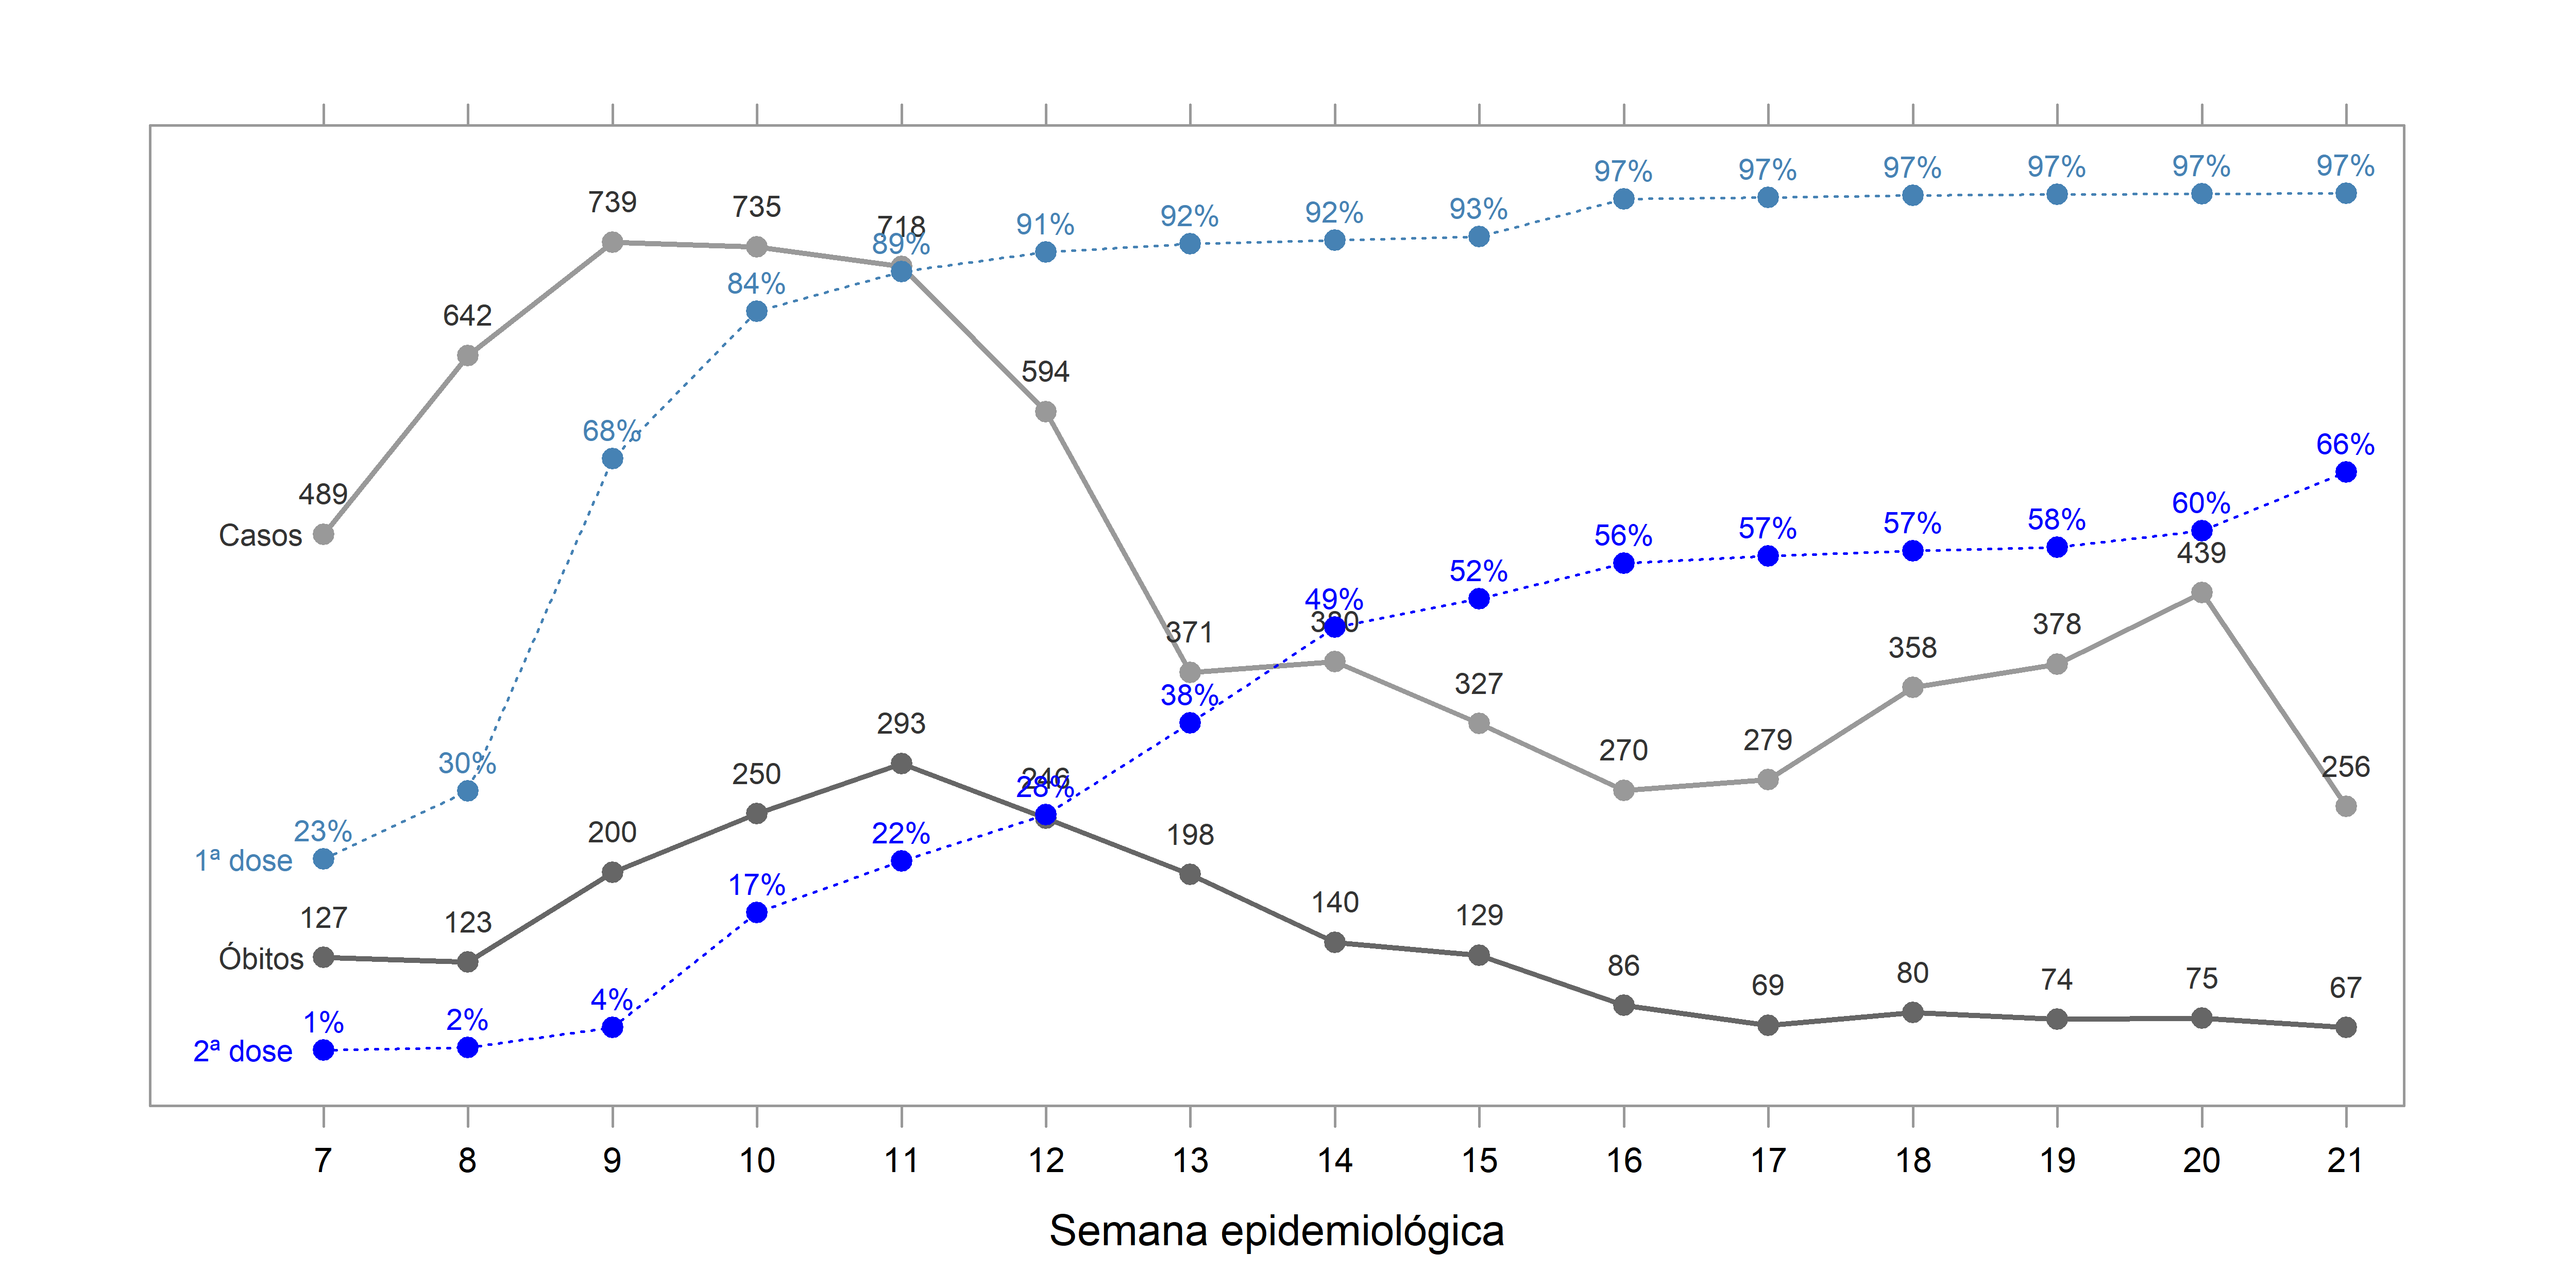 97% 97% 97% 97% 97% 97%
739 735 718 91% 92% 92% 93%
89%
84%
642
594
68%
66%
489
Casos
60%
56% 57% 57% 58%
439
49% 52%
380
371 378
358
327
38%
293
270 279
256
250 246
28%
30%
23%
1ª dose
200 22% 198
17%
140 129
127 123
Óbitos
86 69 80 74 75 67
1% 2% 4%
2ª dose
7 8 9 10 11 12 13 14 15 16 17 18 19 20 21
Semana epidemiológica